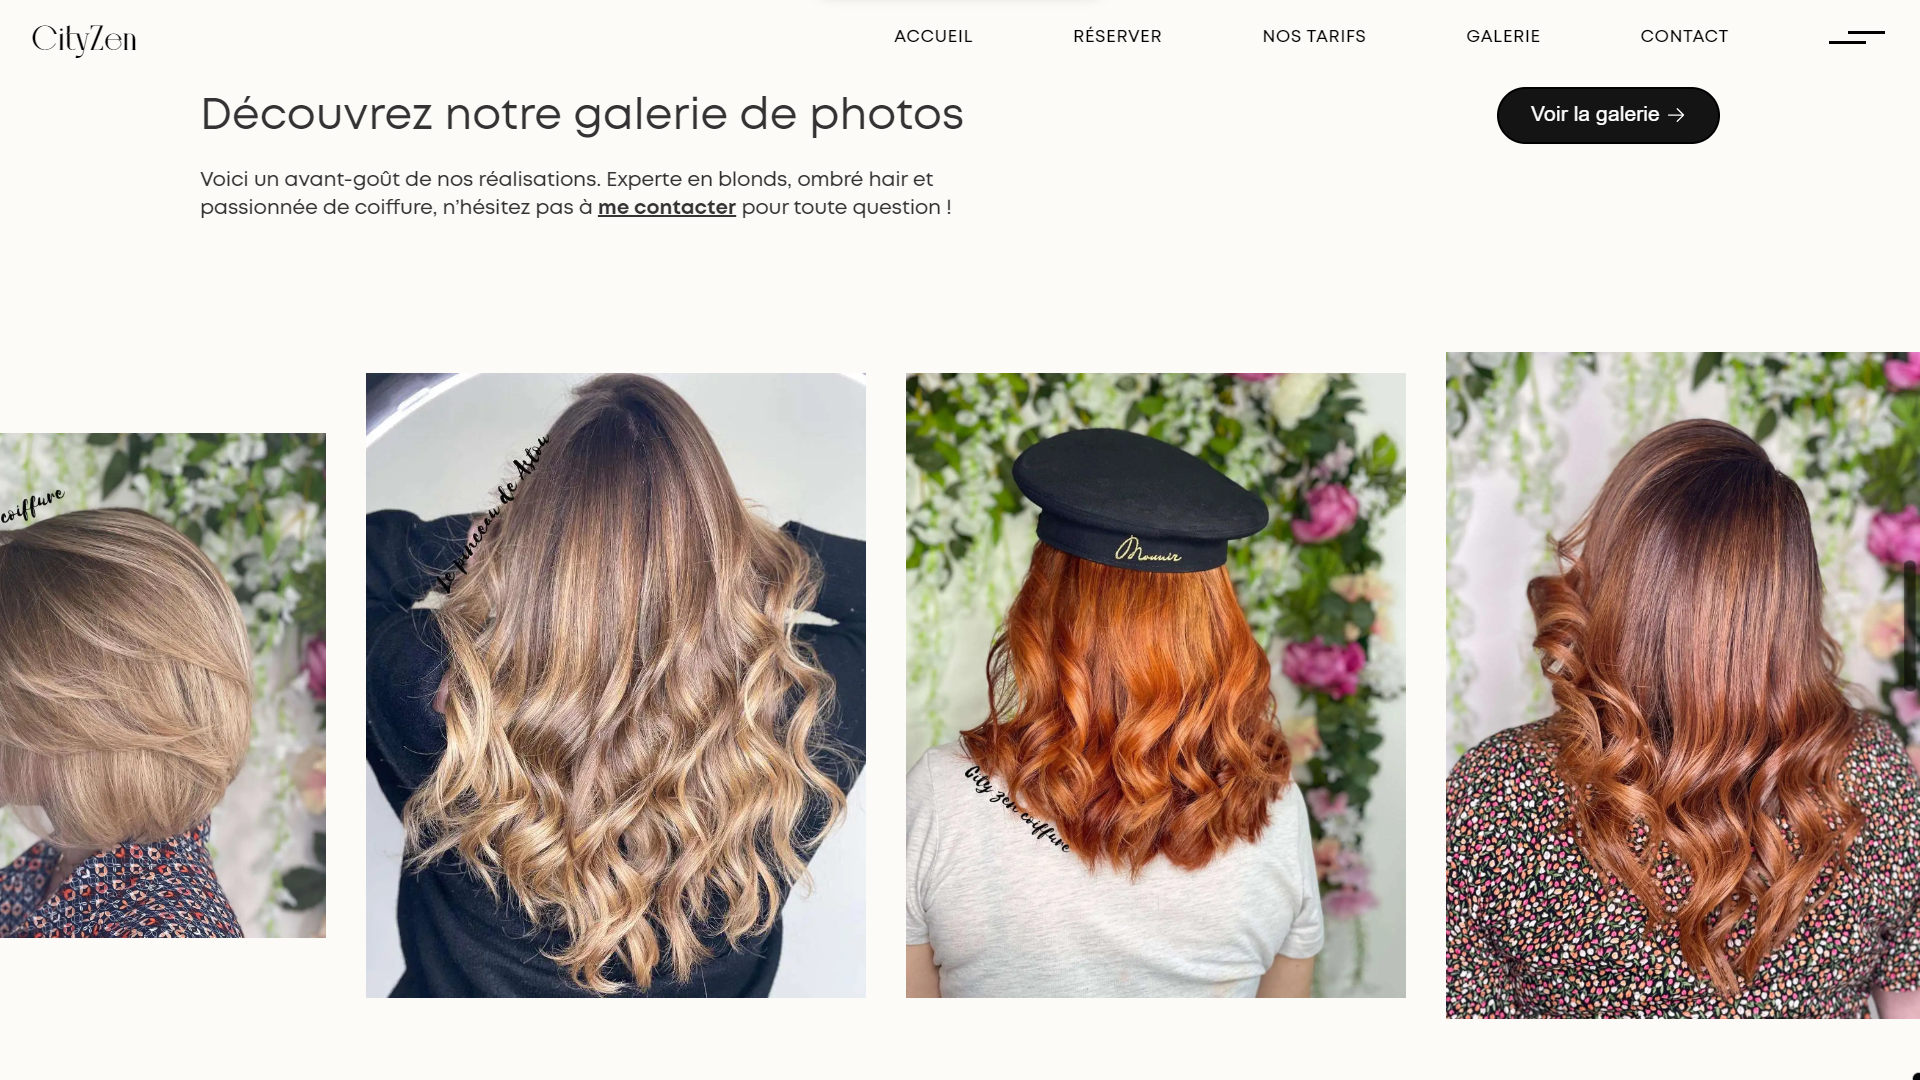 CityZen
ACCUEIL
RÉSERVER
NOS TARIFS
GALERIE
CONTACT
Découvrez notre galerie de photos
Voir la galerie →
Voici un avant-goût de nos réalisations. Experte en blonds, ombré hair et
passionnée de coiffure, n’hésitez pas à me contacter pour toute question !
coiffure
Le pinceau de Astou
Mounir
City zen coiffure